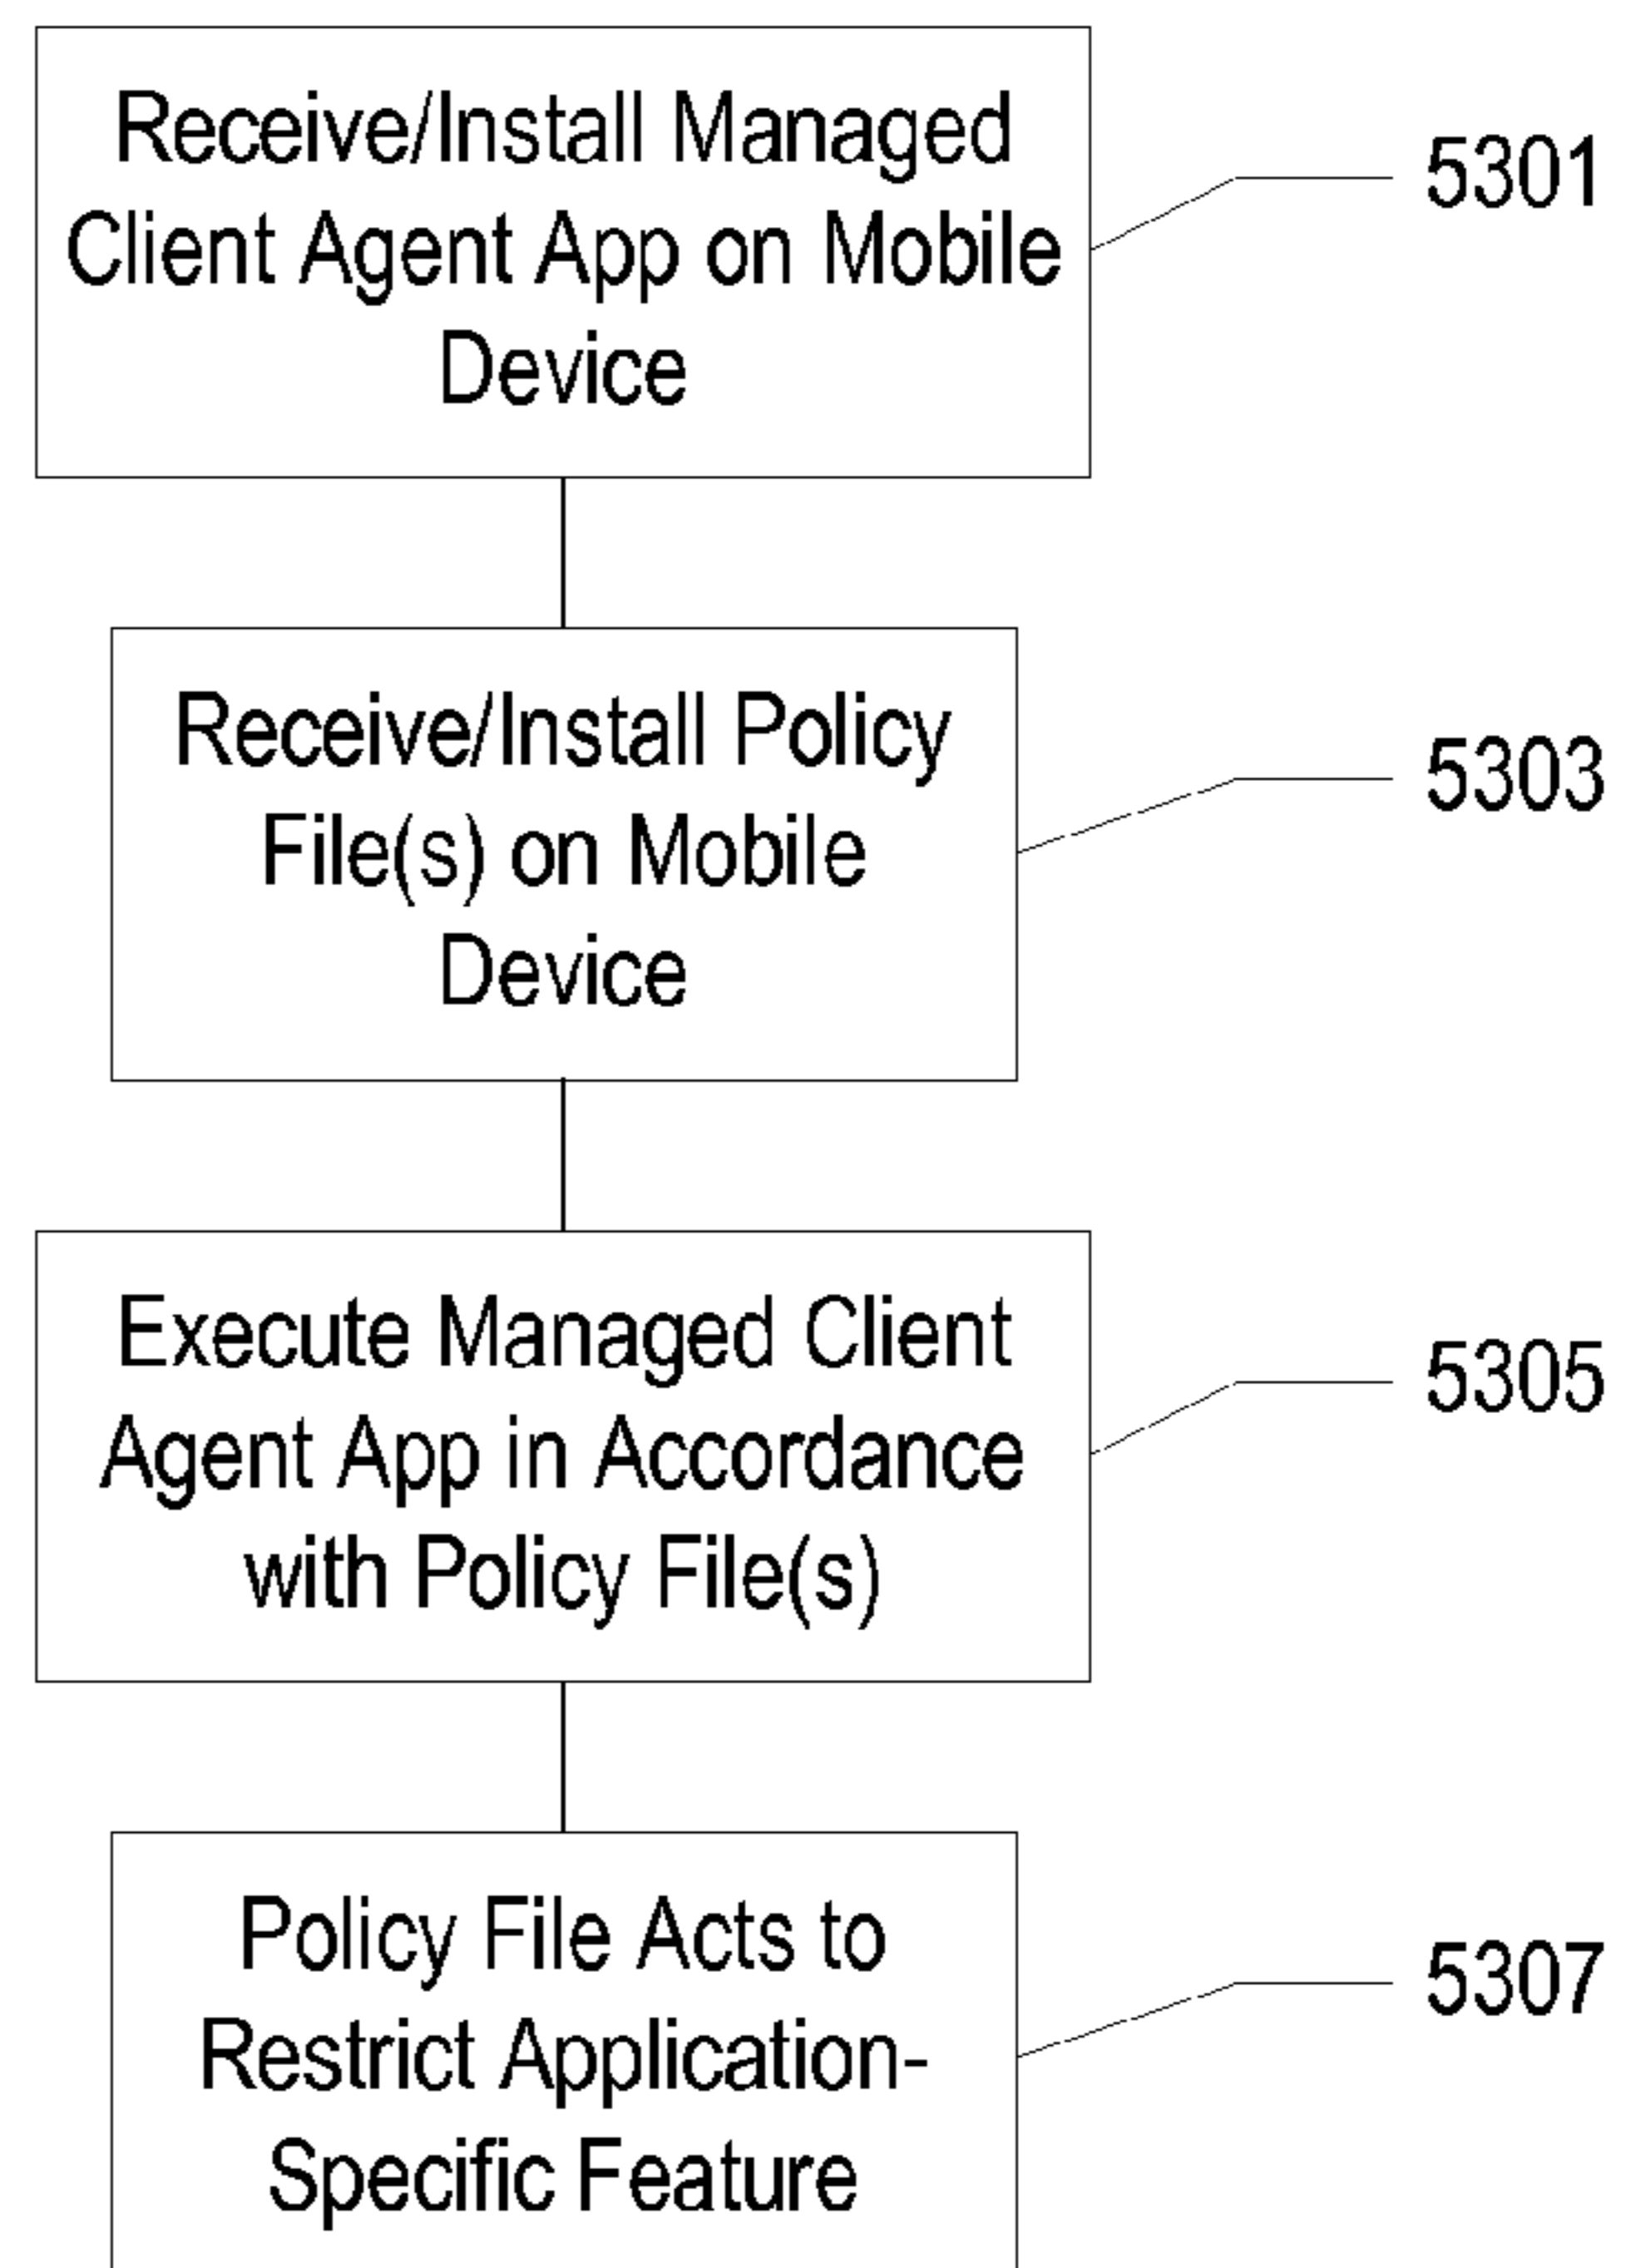 Receive/Install Managed
Client Agent App on Mobile
Device
5301
Receive/Install Policy
File(s) on Mobile
Device
5303
Execute Managed Client
Agent App in Accordance
with Policy File(s)
5305
Policy File Acts to
Restrict Application-
Specific Feature
5307